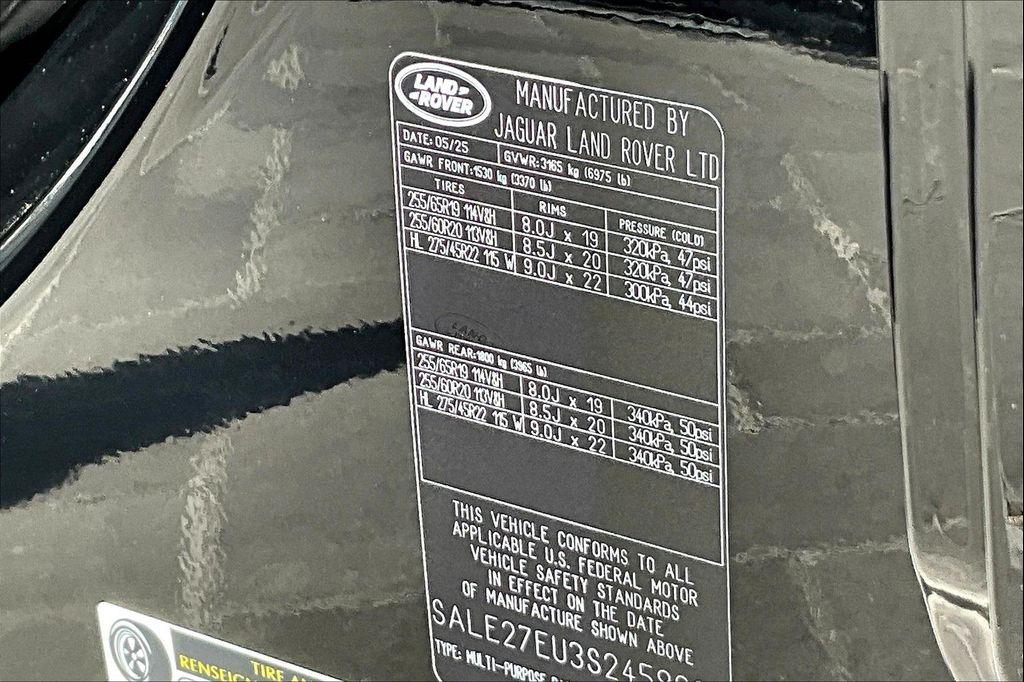 LAND ROVER
MANUFACTURED BY
JAGUAR LAND ROVER LTD
DATE: 05/25 GVWR: 3165 kg (6975 lb)
GAWR FRONT: 1530 kg (3370 lb)
TIRES RIMS PRESSURE (COLD)
255/65R19 114V&H 8.0J x 19 320kPa, 47psi
255/60R20 113V&H 8.5J x 20 320kPa, 47psi
HL 275/45R22 115 W 9.0J x 22 300kPa, 44psi
GAWR REAR: 1800 kg (3965 lb)
255/65R19 114V&H 8.0J x 19 340kPa, 50psi
255/60R20 113V&H 8.5J x 20 340kPa, 50psi
HL 275/45R22 115 W 9.0J x 22 340kPa, 50psi
THIS VEHICLE CONFORMS TO ALL
APPLICABLE U.S. FEDERAL MOTOR
VEHICLE SAFETY STANDARDS
IN EFFECT ON THE DATE
OF MANUFACTURE SHOWN ABOVE
SALE27EU3S245
TYPE: MULTI-PURPOSE
TIRE